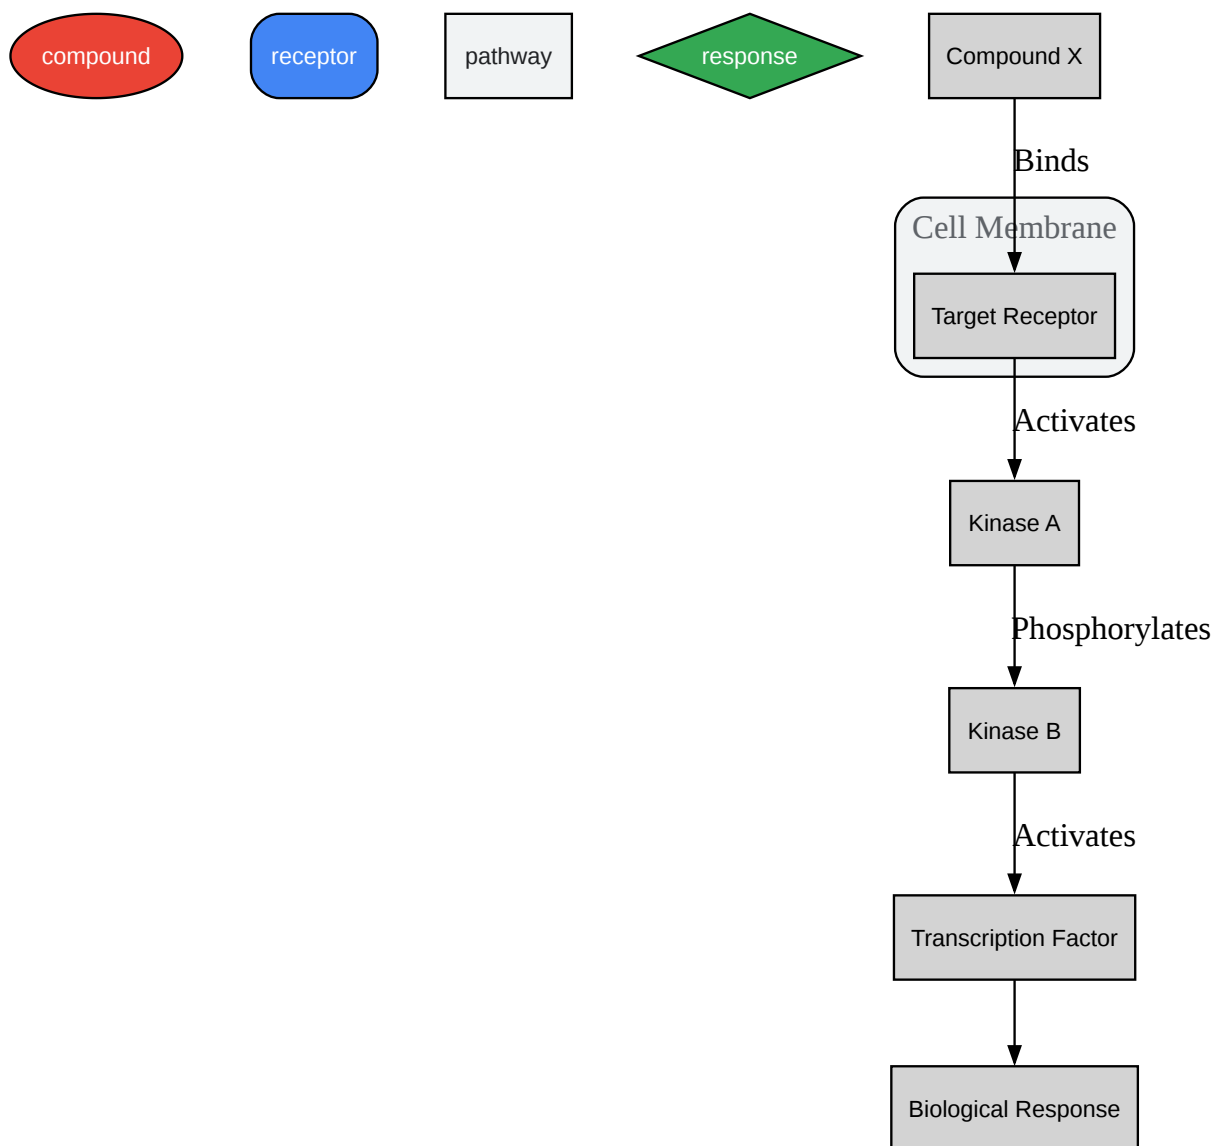 compound
receptor
pathway
response
Compound X
Binds
Cell Membrane
Target Receptor
Activates
Kinase A
Phosphorylates
Kinase B
Activates
Transcription Factor
Biological Response